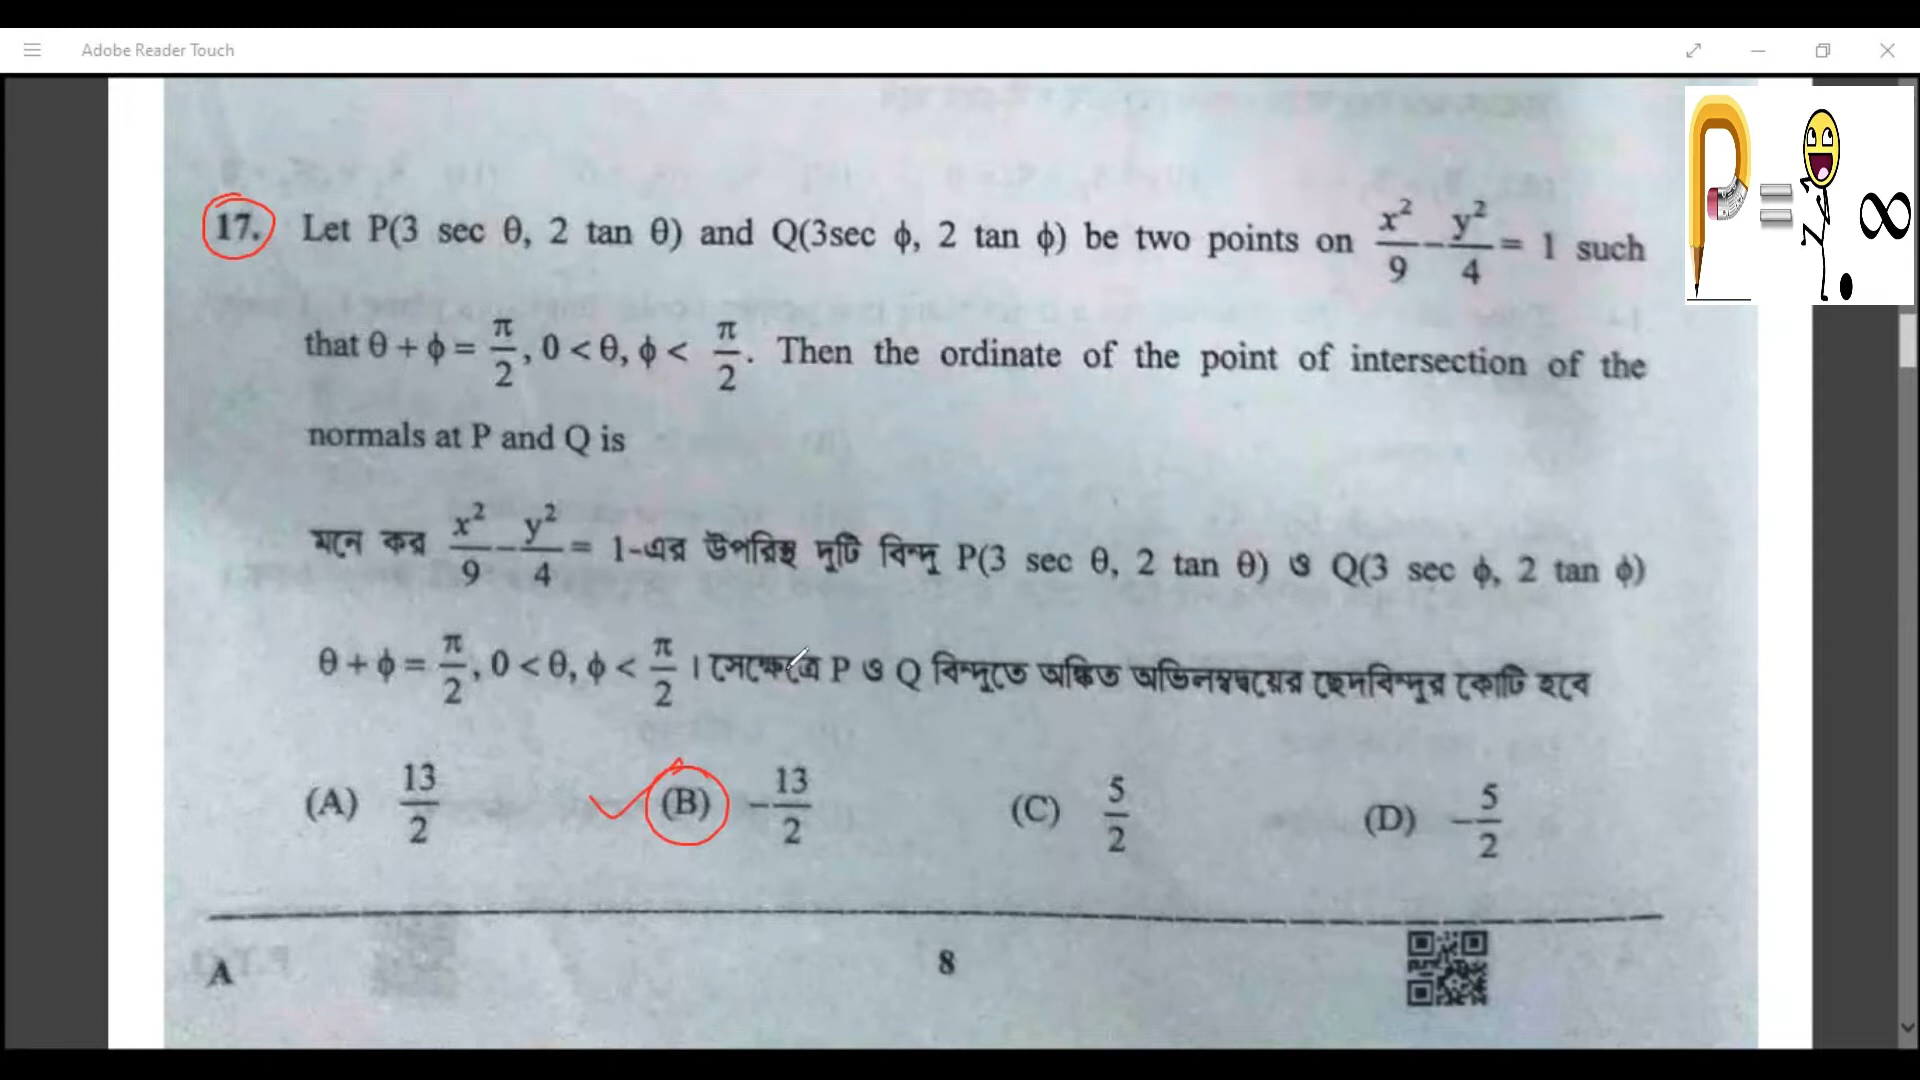 Adobe Reader Touch
17. Let P(3 sec θ, 2 tan θ) and Q(3sec ϕ, 2 tan ϕ) be two points on x²/9 − y²/4 = 1 such
that θ + ϕ = π/2, 0 < θ, ϕ < π/2. Then the ordinate of the point of intersection of the
normals at P and Q is
মনে কর x²/9 − y²/4 = 1-এর উপরিস্থ দুটি বিন্দু P(3 sec θ, 2 tan θ) ও Q(3 sec ϕ, 2 tan ϕ)
θ + ϕ = π/2, 0 < θ, ϕ < π/2 । সেক্ষেত্রে P ও Q বিন্দুতে অঙ্কিত অভিলম্বদ্বয়ের ছেদবিন্দুর কোটি হবে
(A) 13/2 (B) −13/2 (C) 5/2 (D) −5/2
A 8